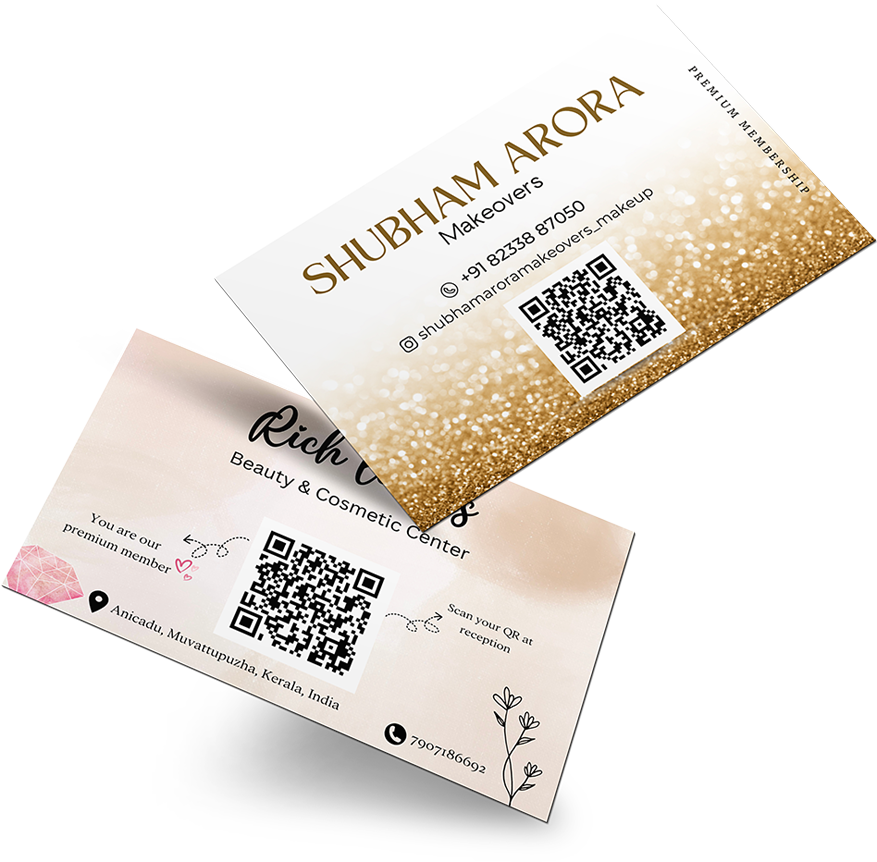 PREMIUM MEMBERSHIP
SHUBHAM ARORA
Makeovers
+91 82338 87050
shubhamaroramakeovers_makeup
Rich
Beauty & Cosmetic Center
You are our
premium member
Scan your QR at
reception
Anicadu, Muvattupuzha, Kerala, India
7907186692